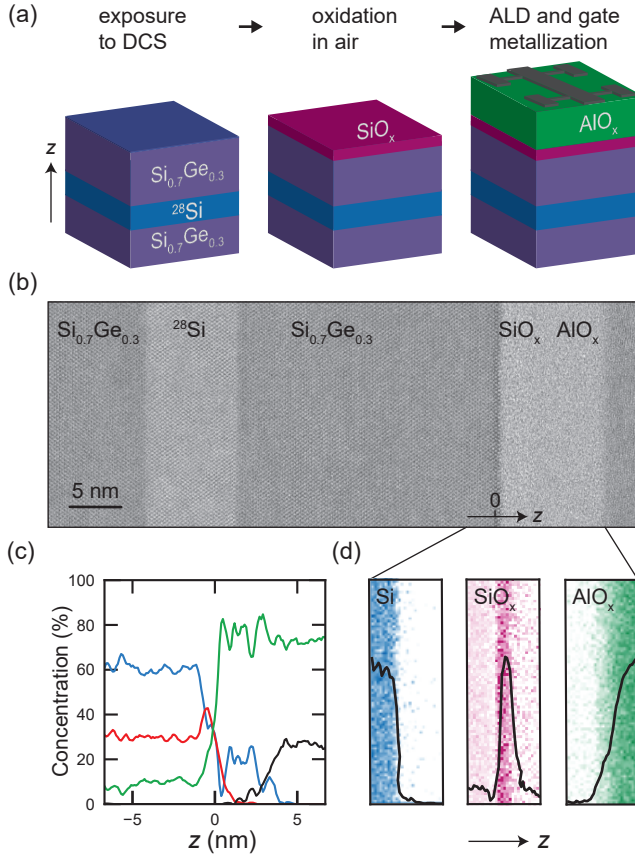 (a)
exposure
to DCS
oxidation
in air
ALD and gate
metallization
z
Si0.7Ge0.3
28Si
Si0.7Ge0.3
SiOx
AlOx
(b)
Si0.7Ge0.3
28Si
Si0.7Ge0.3
SiOx
AlOx
5 nm
0
z
(c)
Concentration (%)
100
80
60
40
20
0
−5
0
5
z (nm)
(d)
Si
SiOx
AlOx
z